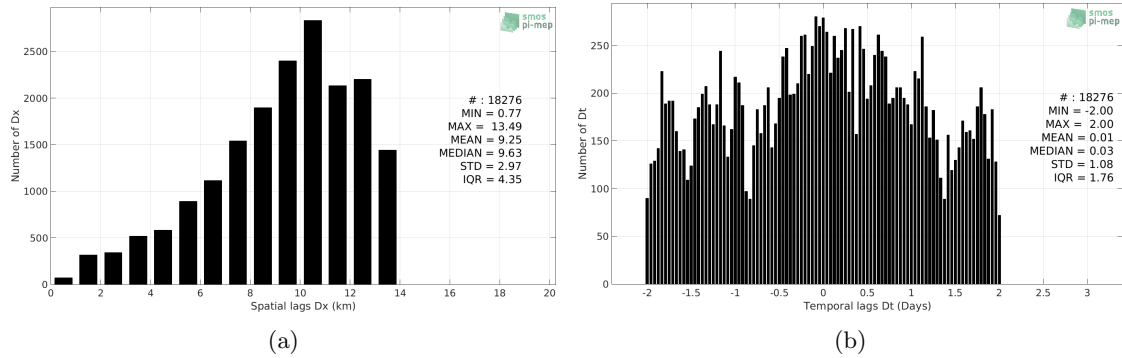 smos
pi-mep
2500
2000
1500
1000
500
0
Number of Dx
# : 18276
MIN = 0.77
MAX = 13.49
MEAN = 9.25
MEDIAN = 9.63
STD = 2.97
IQR = 4.35
0 2 4 6 8 10 12 14 16 18 20
Spatial lags Dx (km)
(a)
smos
pi-mep
250
200
150
100
50
0
Number of Dt
# : 18276
MIN = -2.00
MAX = 2.00
MEAN = 0.01
MEDIAN = 0.03
STD = 1.08
IQR = 1.76
-2 -1.5 -1 -0.5 0 0.5 1 1.5 2 2.5 3
Temporal lags Dt (Days)
(b)